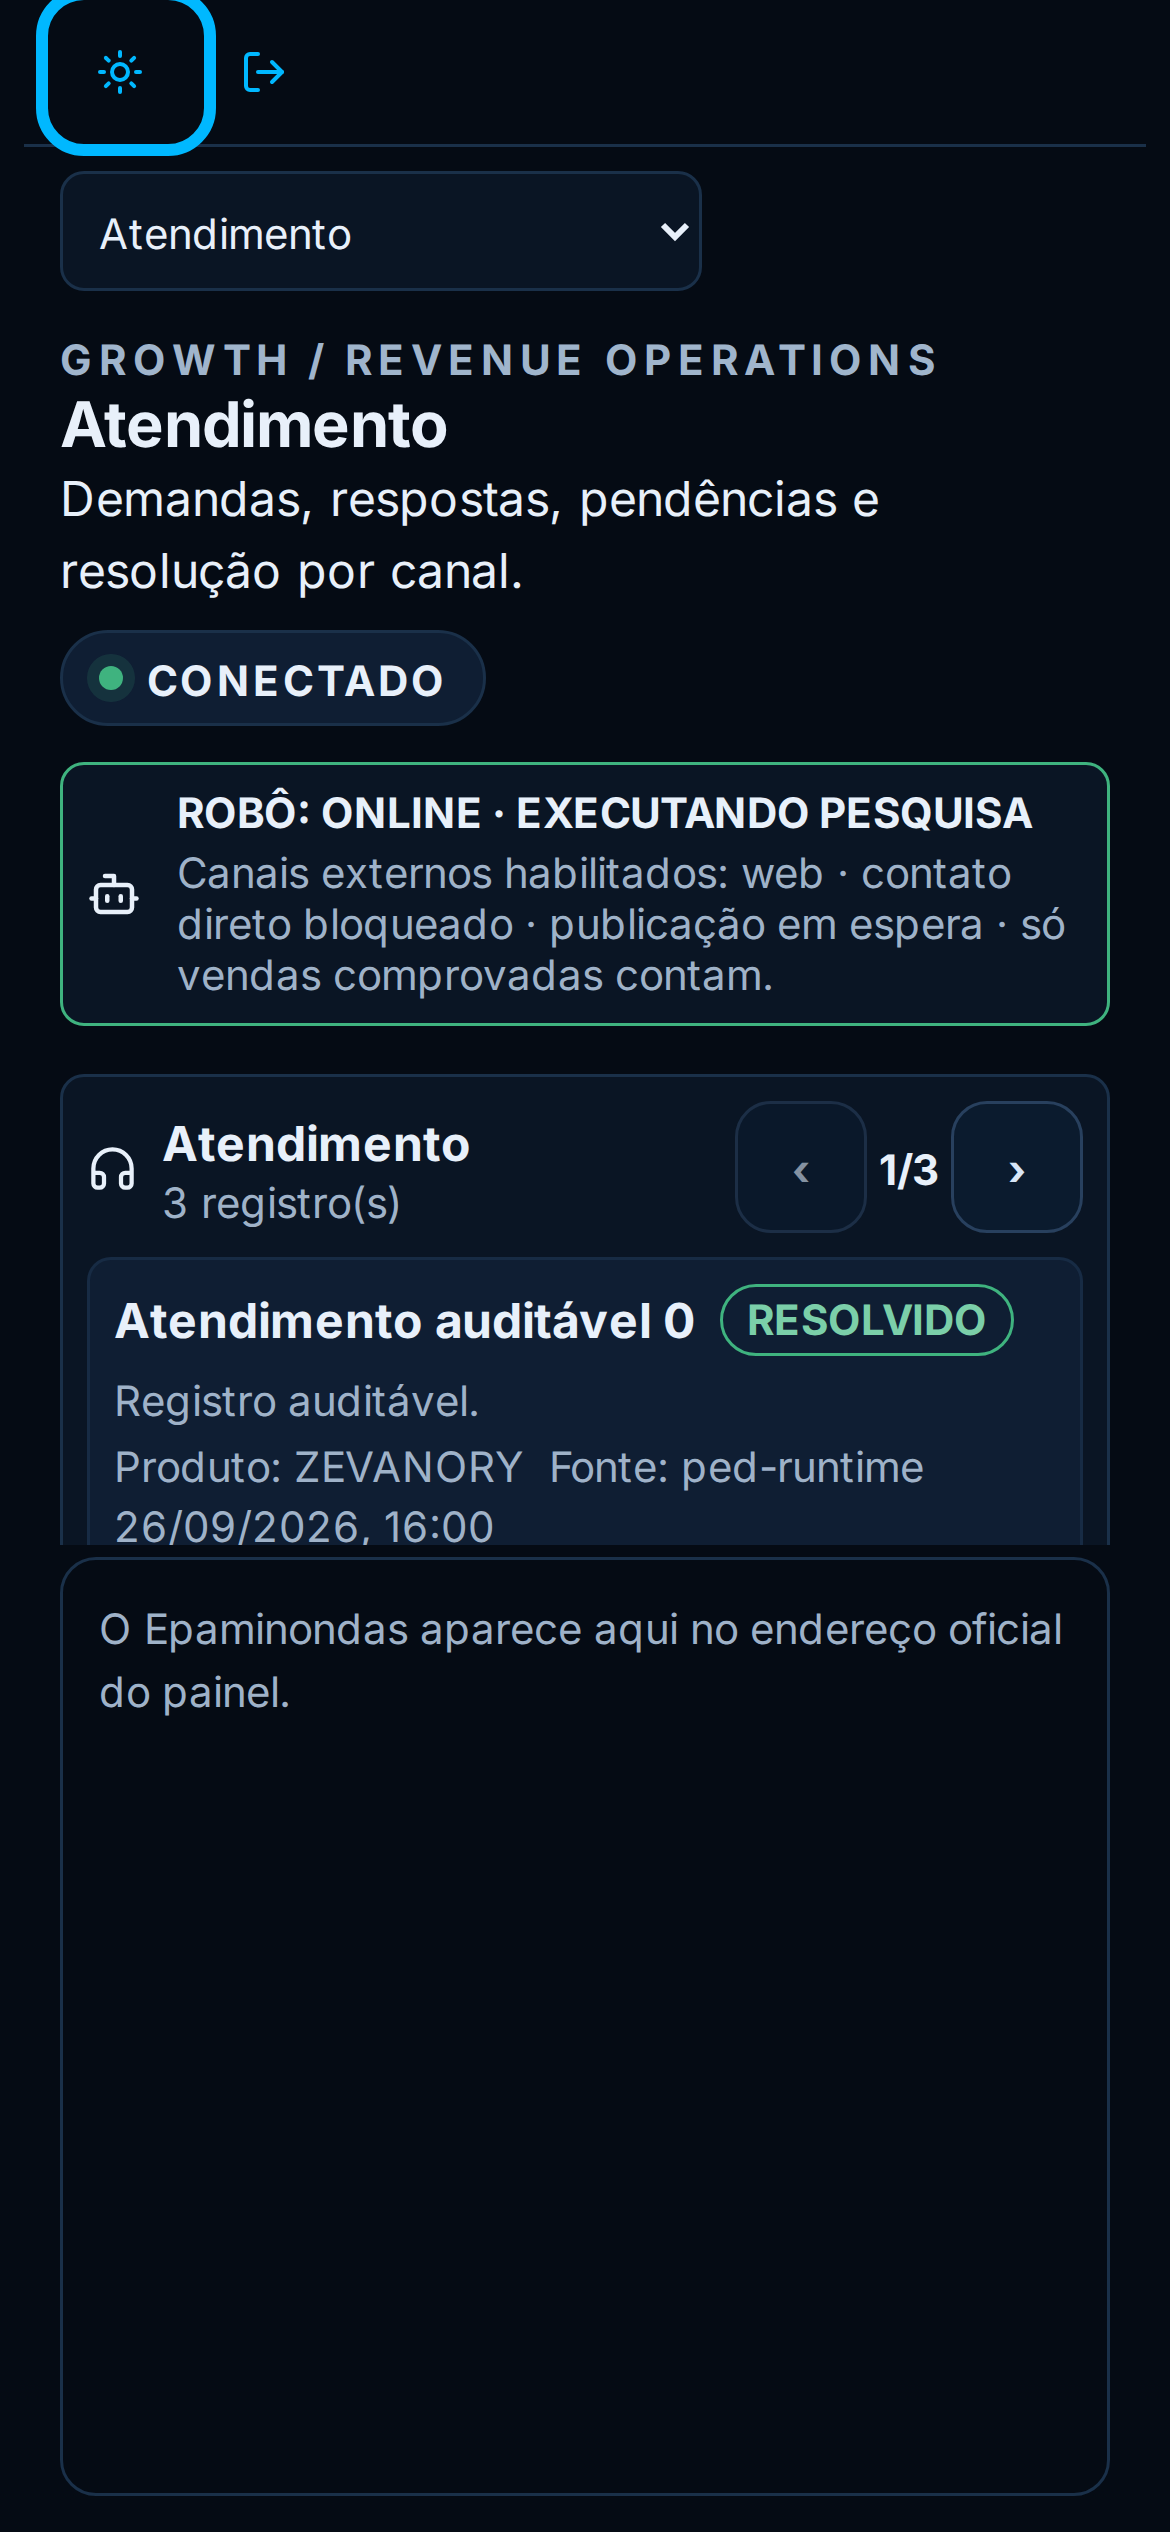 Atendimento
GROWTH / REVENUE OPERATIONS
Atendimento
Demandas, respostas, pendências e
resolução por canal.
CONECTADO
ROBÔ: ONLINE · EXECUTANDO PESQUISA
Canais externos habilitados: web · contato
direto bloqueado · publicação em espera · só
vendas comprovadas contam.
Atendimento
3 registro(s)
‹ 1/3 ›
Atendimento auditável 0 RESOLVIDO
Registro auditável.
Produto: ZEVANORY Fonte: ped-runtime
26/09/2026, 16:00
O Epaminondas aparece aqui no endereço oficial
do painel.